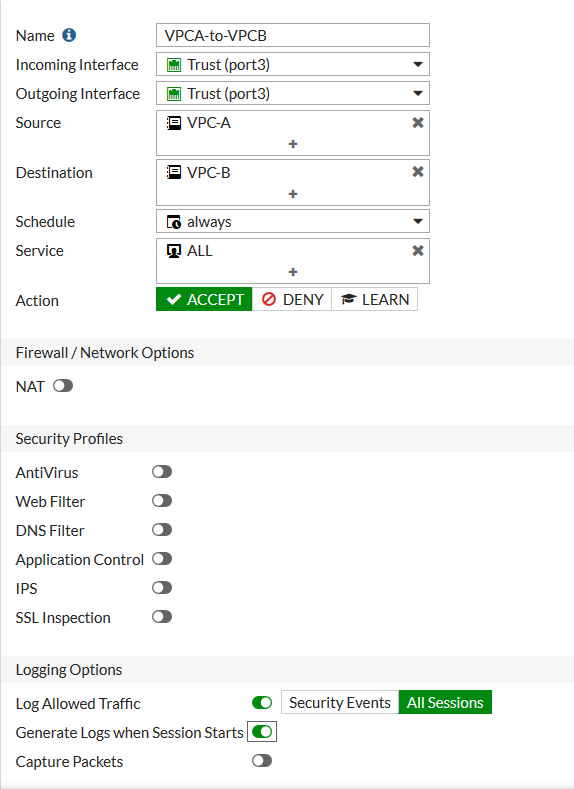 Name VPCA-to-VPCB
Incoming Interface Trust (port3)
Outgoing Interface Trust (port3)
Source VPC-A
+
Destination VPC-B
+
Schedule always
Service ALL
+
Action ACCEPT DENY LEARN
Firewall / Network Options
NAT
Security Profiles
AntiVirus
Web Filter
DNS Filter
Application Control
IPS
SSL Inspection
Logging Options
Log Allowed Traffic Security Events All Sessions
Generate Logs when Session Starts
Capture Packets